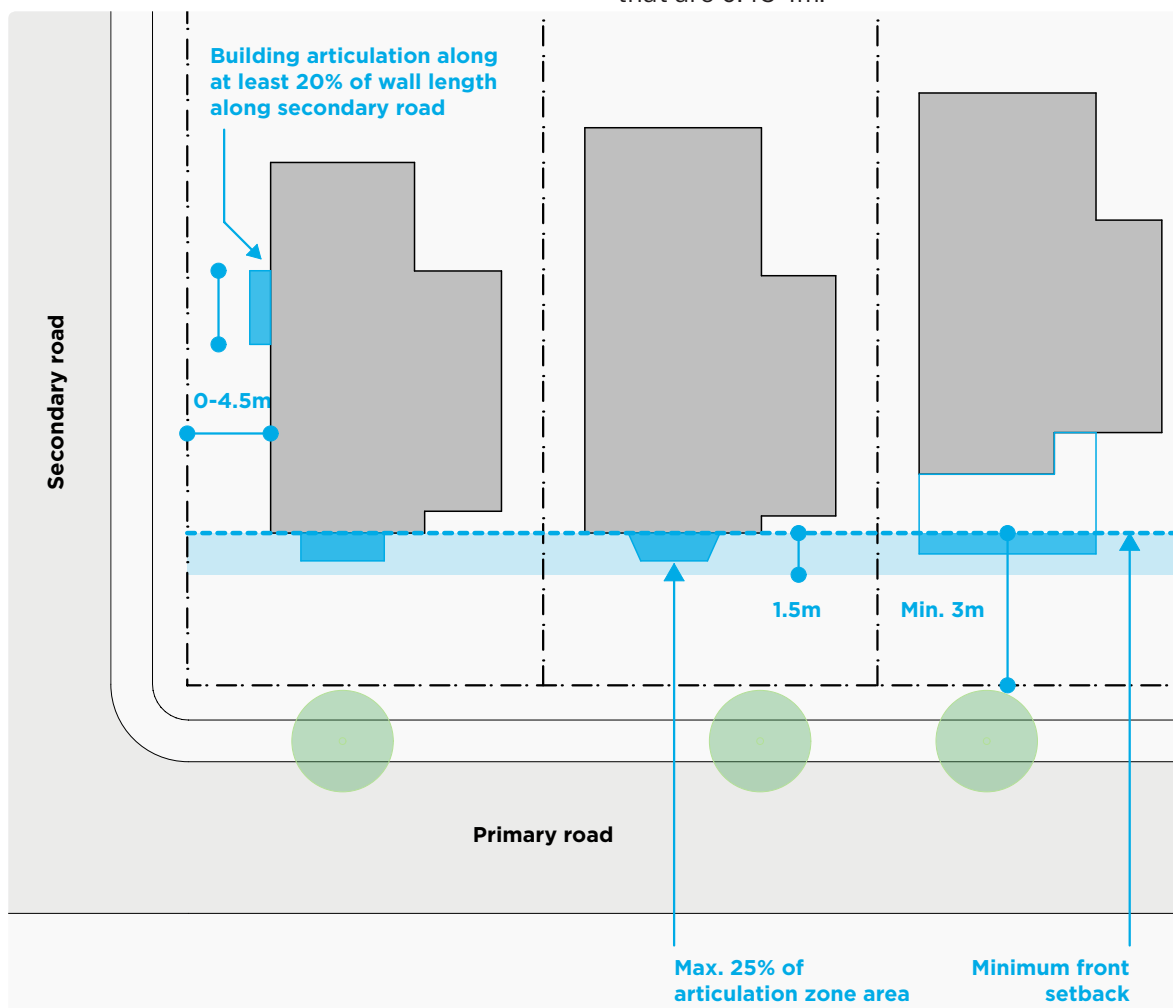 Building articulation along
at least 20% of wall length
along secondary road
Secondary road
0-4.5m
1.5m
Min. 3m
Primary road
Max. 25% of
articulation zone area
Minimum front
setback